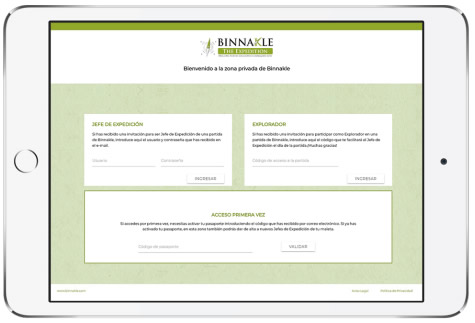 BINNAKLE
THE EXPEDITION
Bienvenido a la zona privada de Binnakle
JEFE DE EXPEDICIÓN
Si has recibido una invitación para ser Jefe de Expedición de una partida
de Binnakle, introduce aquí el usuario y contraseña que has recibido en
el e-mail.
Usuario
Contraseña
INGRESAR
EXPLORADOR
Si has recibido una invitación para participar como Explorador en una
partida de Binnakle, introduce aquí el código que te facilitará el Jefe de
Expedición el día de la partida ¡Muchas gracias!
Código de acceso a la partida
INGRESAR
ACCESO PRIMERA VEZ
Si accedes por primera vez, necesitas activar tu pasaporte introduciendo el código que has recibido por correo electrónico. Si ya has
activado tu pasaporte, en esta zona también podrás dar de alta a nuevos Jefes de Expedición de tu maleta.
Código de pasaporte
VALIDAR
www.binnakle.com
Aviso Legal
Política de Privacidad